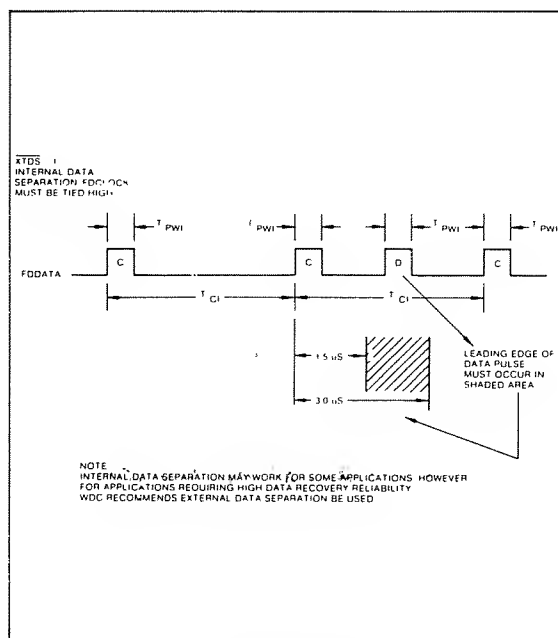 XTDS
INTERNAL DATA
SEPARATION FDCLOCK
MUST BE TIED HIGH
T PWI
T PWI
T PWI
T PWI
FDDATA
C
C
D
C
T CI
T CI
1.5 uS
3.0 uS
LEADING EDGE OF
DATA PULSE
MUST OCCUR IN
SHADED AREA
NOTE
INTERNAL DATA SEPARATION MAY WORK FOR SOME APPLICATIONS HOWEVER
FOR APPLICATIONS REQUIRING HIGH DATA RECOVERY RELIABILITY
WDC RECOMMENDS EXTERNAL DATA SEPARATION BE USED